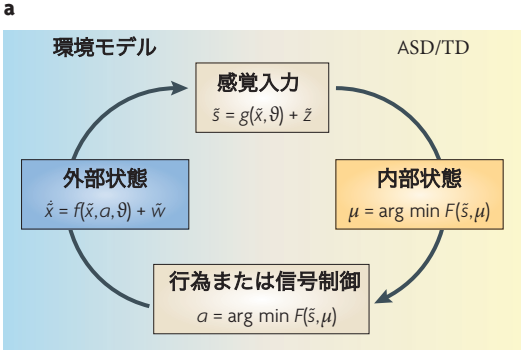 a
環境モデル
ASD/TD
感覚入力
s̃ = g(x̃,ϑ) + z̃
外部状態
ẋ̃ = f(x̃,a,ϑ) + w̃
内部状態
μ = arg min F(s̃,μ)
行為または信号制御
a = arg min F(s̃,μ)